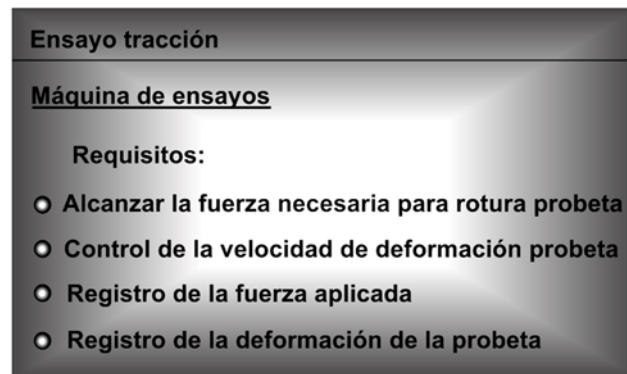 Ensayo tracción
Máquina de ensayos
Requisitos:
Alcanzar la fuerza necesaria para rotura probeta
Control de la velocidad de deformación probeta
Registro de la fuerza aplicada
Registro de la deformación de la probeta